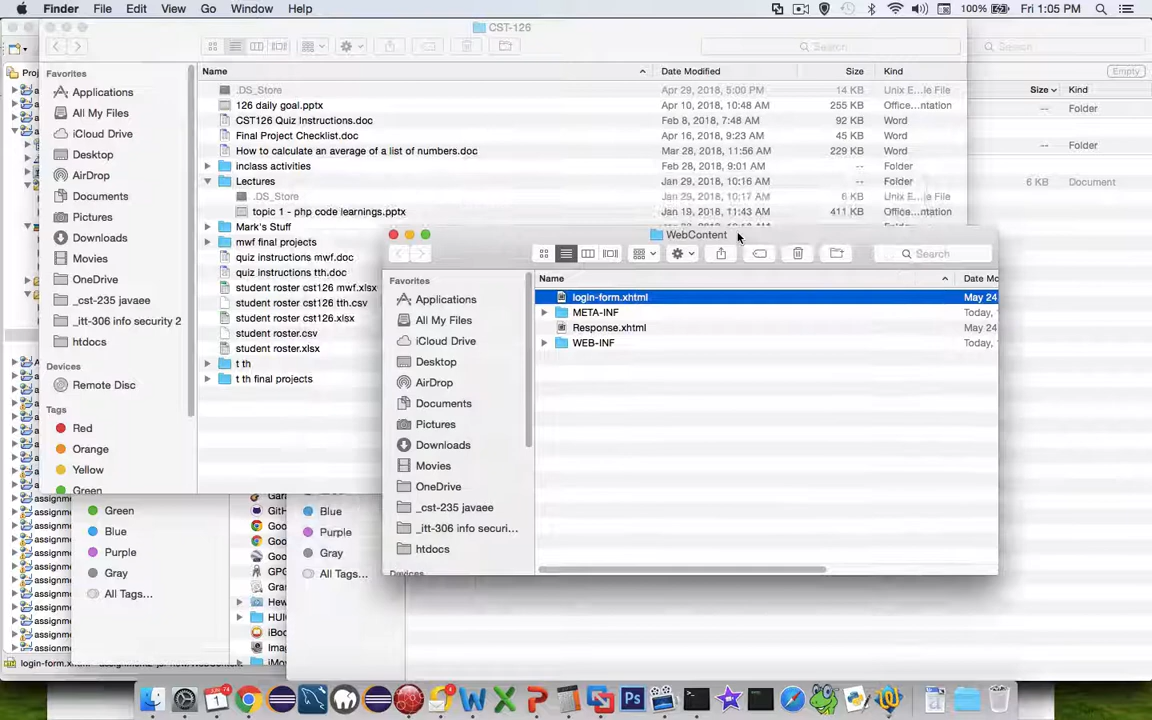 Finder File Edit View Go Window Help 100% Fri 1:05 PM
CST-126
Search
Search
Favorites
Name Date Modified Size Kind
Empty
Size Kind
Applications
All My Files
iCloud Drive
Desktop
AirDrop
Documents
Pictures
Downloads
Movies
OneDrive
_cst-235 javaee
_itt-306 info security 2
htdocs
Devices
Remote Disc
Tags
Red
Orange
Yellow
Green
.DS_Store Apr 29, 2018, 5:00 PM 14 KB Unix E...le File
126 daily goal.pptx Apr 10, 2018, 10:48 AM 255 KB Office...ntation
CST126 Quiz Instructions.doc Feb 8, 2018, 7:48 AM 92 KB Word
Final Project Checklist.doc Apr 16, 2018, 9:23 AM 45 KB Word
How to calculate an average of a list of numbers.doc Mar 28, 2018, 11:56 AM 229 KB Word
inclass activities Feb 28, 2018, 9:01 AM -- Folder
Lectures Jan 29, 2018, 10:16 AM -- Folder
.DS_Store Jan 29, 2018, 10:17 AM 6 KB Unix E...le File
topic 1 - php code learnings.pptx Jan 19, 2018, 11:43 AM 411 KB Office...ntation
Mark's Stuff
mwf final projects
quiz instructions mwf.doc
quiz instructions tth.doc
student roster cst126 mwf.xlsx
student roster cst126 tth.csv
student roster cst126.xlsx
student roster.csv
student roster.xlsx
t th
t th final projects
-- Folder
-- Folder
6 KB Document
WebContent
Search
Favorites
Applications
All My Files
iCloud Drive
Desktop
AirDrop
Documents
Pictures
Downloads
Movies
OneDrive
_cst-235 javaee
_itt-306 info securi...
htdocs
Devices
Name Date Mo
login-form.xhtml May 24
META-INF Today,
Response.xhtml May 24
WEB-INF Today,
Green
Blue
Purple
Gray
All Tags...
Blue
Purple
Gray
All Tags...